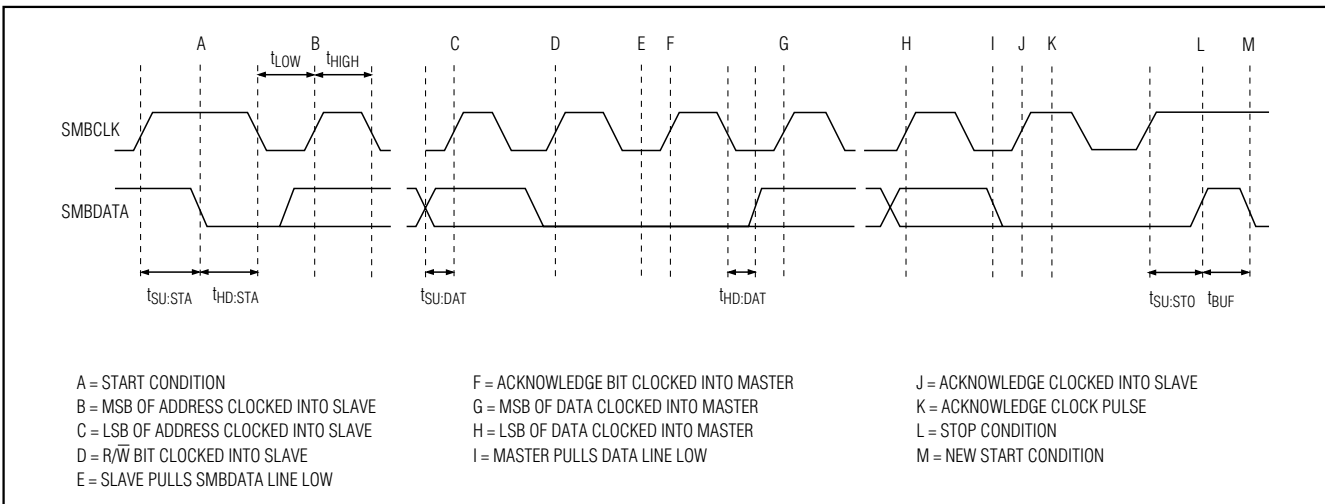 A B C D E F G H I J K L M
tLOW tHIGH
SMBCLK
SMBDATA
tSU:STA tHD:STA tSU:DAT tHD:DAT tSU:STO tBUF
A = START CONDITION
B = MSB OF ADDRESS CLOCKED INTO SLAVE
C = LSB OF ADDRESS CLOCKED INTO SLAVE
D = R/W̅ BIT CLOCKED INTO SLAVE
E = SLAVE PULLS SMBDATA LINE LOW
F = ACKNOWLEDGE BIT CLOCKED INTO MASTER
G = MSB OF DATA CLOCKED INTO MASTER
H = LSB OF DATA CLOCKED INTO MASTER
I = MASTER PULLS DATA LINE LOW
J = ACKNOWLEDGE CLOCKED INTO SLAVE
K = ACKNOWLEDGE CLOCK PULSE
L = STOP CONDITION
M = NEW START CONDITION